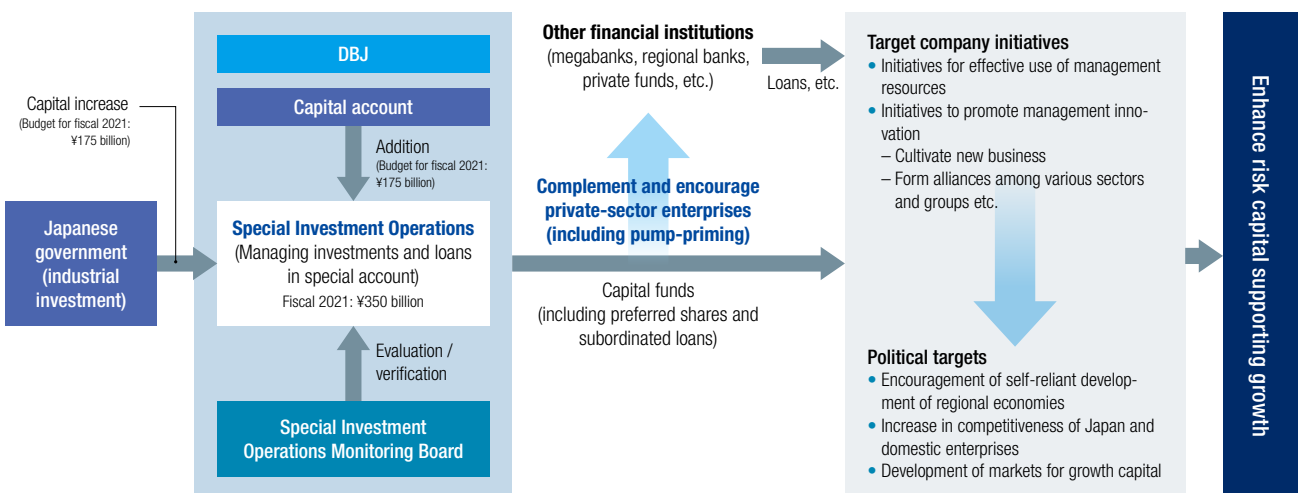 Capital increase
(Budget for fiscal 2021:
¥175 billion)
Japanese
government
(industrial
investment)
DBJ
Capital account
Addition
(Budget for fiscal 2021:
¥175 billion)
Special Investment Operations
(Managing investments and loans
in special account)
Fiscal 2021: ¥350 billion
Evaluation /
verification
Special Investment
Operations Monitoring Board
Other financial institutions
(megabanks, regional banks,
private funds, etc.)
Loans, etc.
Complement and encourage
private-sector enterprises
(including pump-priming)
Capital funds
(including preferred shares and
subordinated loans)
Target company initiatives
• Initiatives for effective use of management
resources
• Initiatives to promote management inno-
vation
– Cultivate new business
– Form alliances among various sectors
and groups etc.
Political targets
• Encouragement of self-reliant develop-
ment of regional economies
• Increase in competitiveness of Japan and
domestic enterprises
• Development of markets for growth capital
Enhance risk capital supporting growth